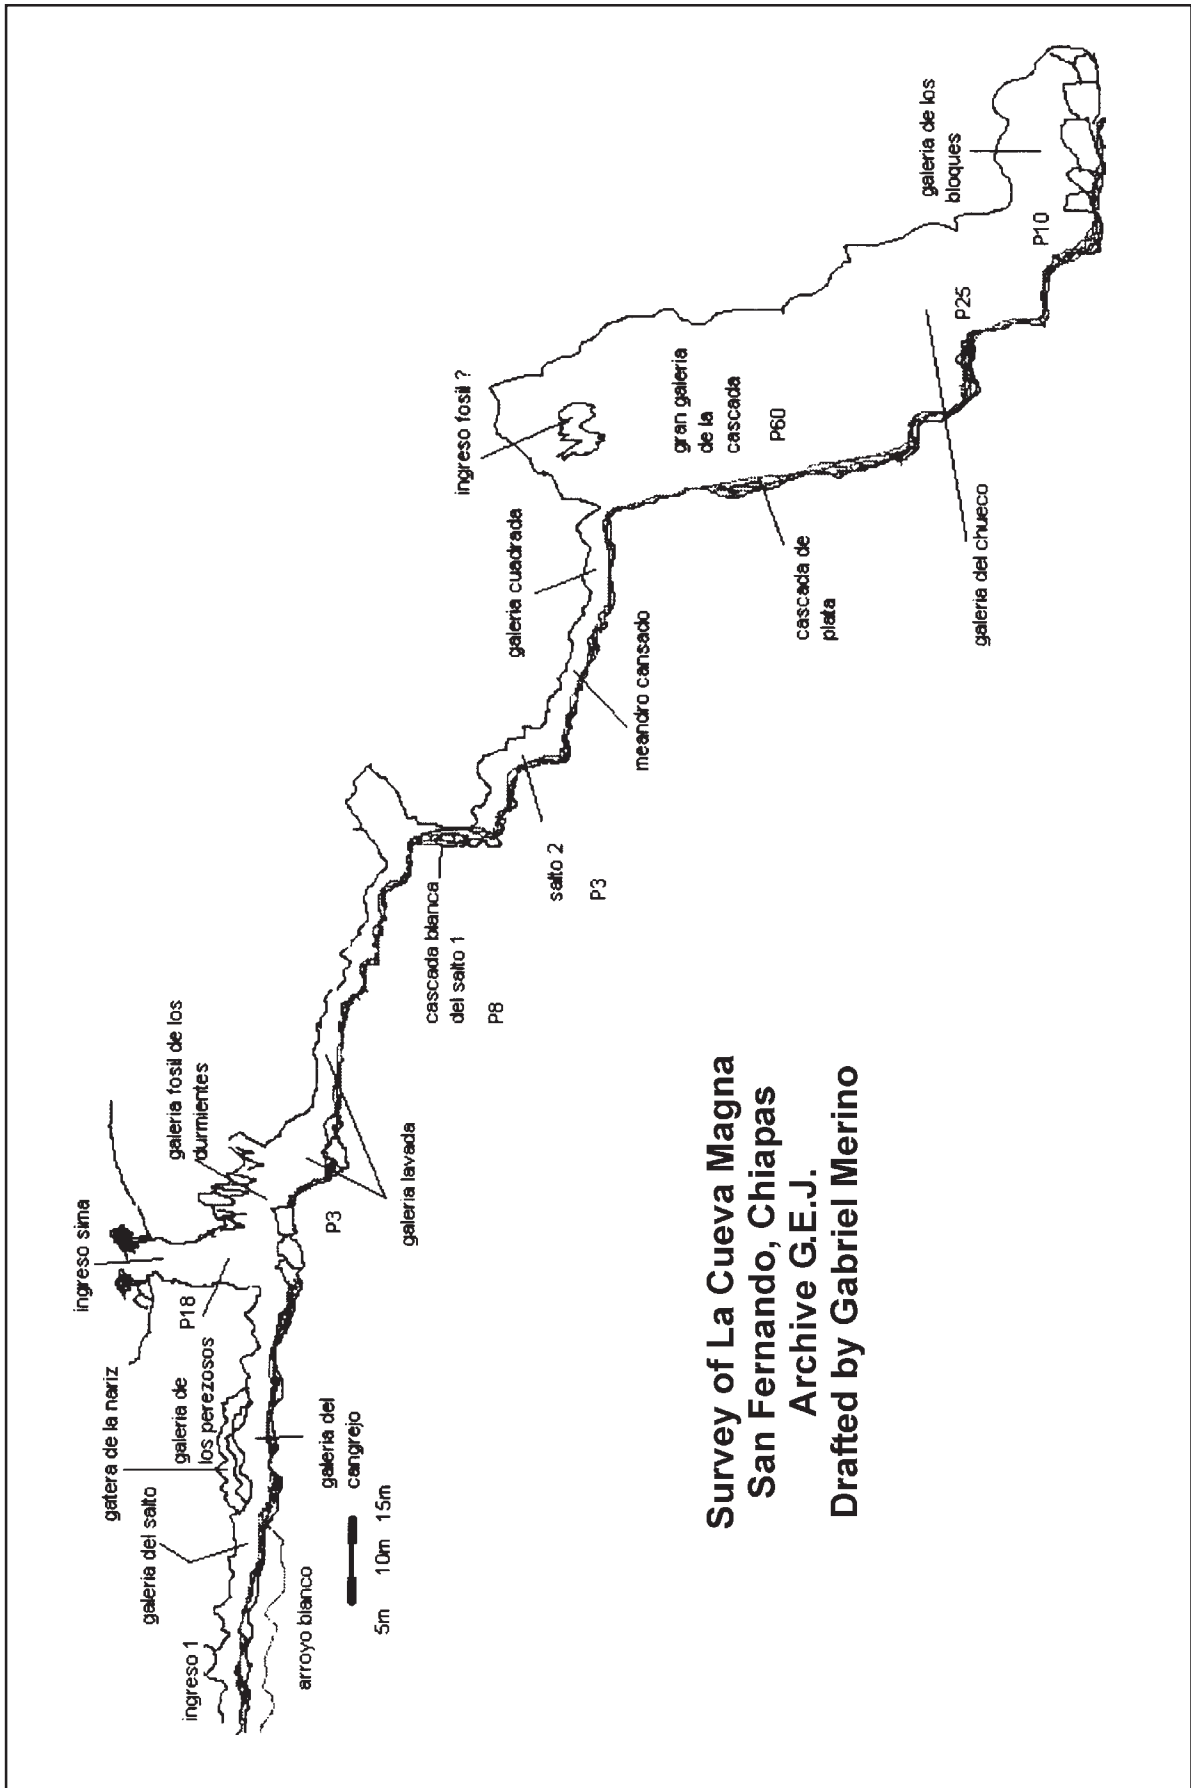 ingreso 1
galeria del salto
gatera de la nariz
galeria de
los perezosos
P18
ingreso sima
galeria fosil de los
durmientes
arroyo blanco
5m 10m 15m
galeria del
cangrejo
P3
galeria lavada
cascada blanca
del salto 1
P8
salto 2
P3
meandro cansado
galeria cuadrada
ingreso fosil ?
gran galeria
de la
cascada
P60
cascada de
plata
galeria del chueco
P25
P10
galeria de los
bloques
Survey of La Cueva Magna
San Fernando, Chiapas
Archive G.E.J.
Drafted by Gabriel Merino